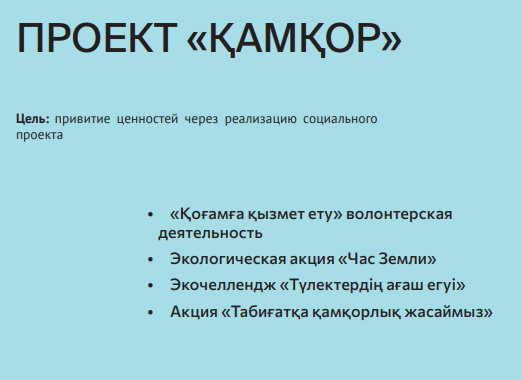 ПРОЕКТ «ҚАМҚОР»
Цель: привитие ценностей через реализацию социального
проекта
• «Қоғамға қызмет ету» волонтерская
деятельность
• Экологическая акция «Час Земли»
• Экочеллендж «Түлектердің ағаш егуі»
• Акция «Табиғатқа қамқорлық жасаймыз»